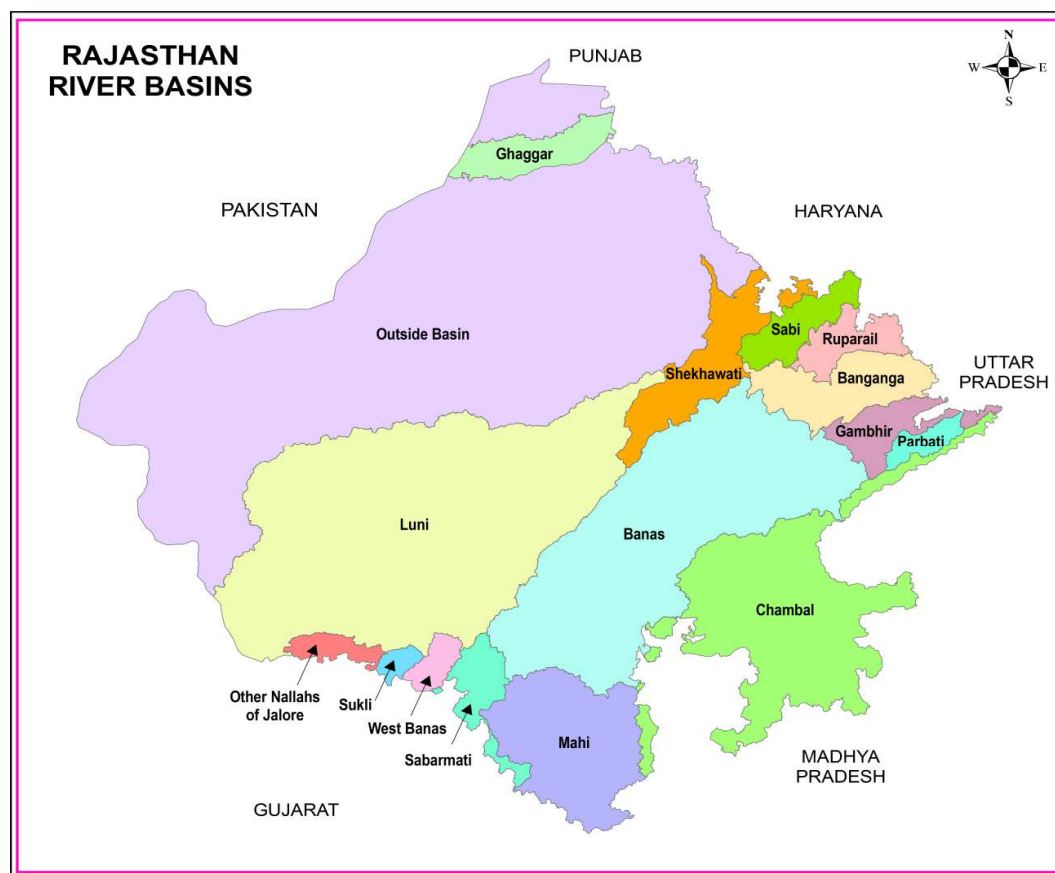 RAJASTHAN
RIVER BASINS
PUNJAB
N
W
E
S
Ghaggar
PAKISTAN
HARYANA
Outside Basin
Sabi
Ruparail
Shekhawati
Banganga
UTTAR
PRADESH
Gambhir
Parbati
Luni
Banas
Chambal
Other Nallahs
of Jalore
Sukli
West Banas
Sabarmati
Mahi
MADHYA
PRADESH
GUJARAT